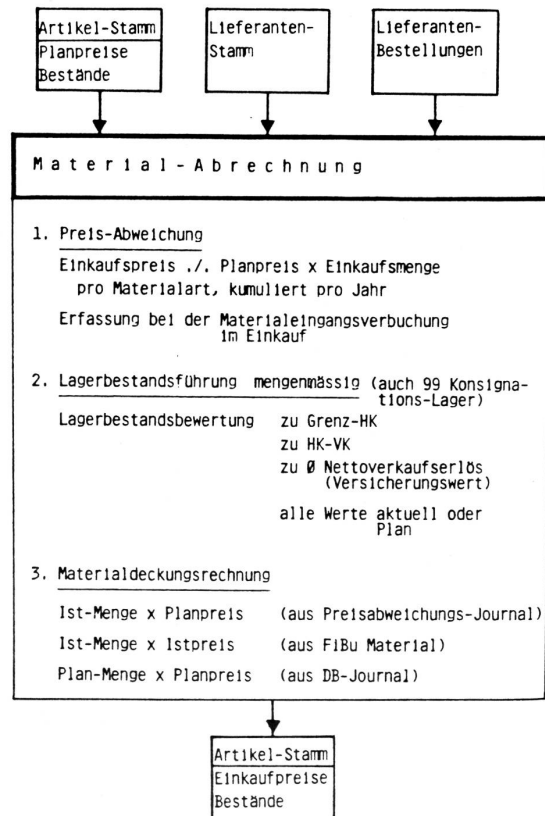 Artikel-Stamm
Planpreise
Bestände
Lieferanten-
Stamm
Lieferanten-
Bestellungen
Material-Abrechnung
1. Preis-Abweichung
Einkaufspreis ./. Planpreis x Einkaufsmenge
pro Materialart, kumuliert pro Jahr
Erfassung bei der Materialeingangsverbuchung
im Einkauf
2. Lagerbestandsführung mengenmässig (auch 99 Konsigna-
tions-Lager)
Lagerbestandsbewertung zu Grenz-HK
zu HK-VK
zu Ø Nettoverkaufserlös
(Versicherungswert)
alle Werte aktuell oder
Plan
3. Materialdeckungsrechnung
Ist-Menge x Planpreis (aus Preisabweichungs-Journal)
Ist-Menge x Istpreis (aus FiBu Material)
Plan-Menge x Planpreis (aus DB-Journal)
Artikel-Stamm
Einkaufpreise
Bestände